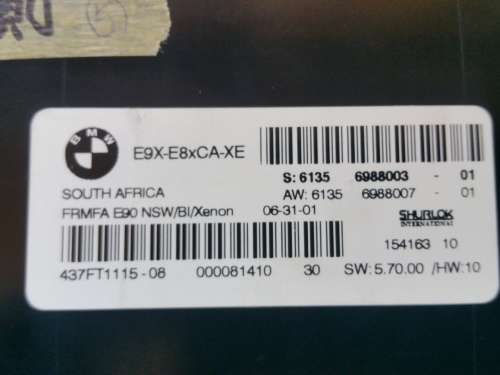 BMW
E9X-E8xCA-XE
S: 6135 6988003 - 01
SOUTH AFRICA
AW: 6135 6988007 - 01
FRMFA E90 NSW/BI/Xenon 06-31-01
SHURLOK
INTERNATIONAL
154163 10
437FT1115-08 000081410 30 SW: 5.70.00 /HW:10